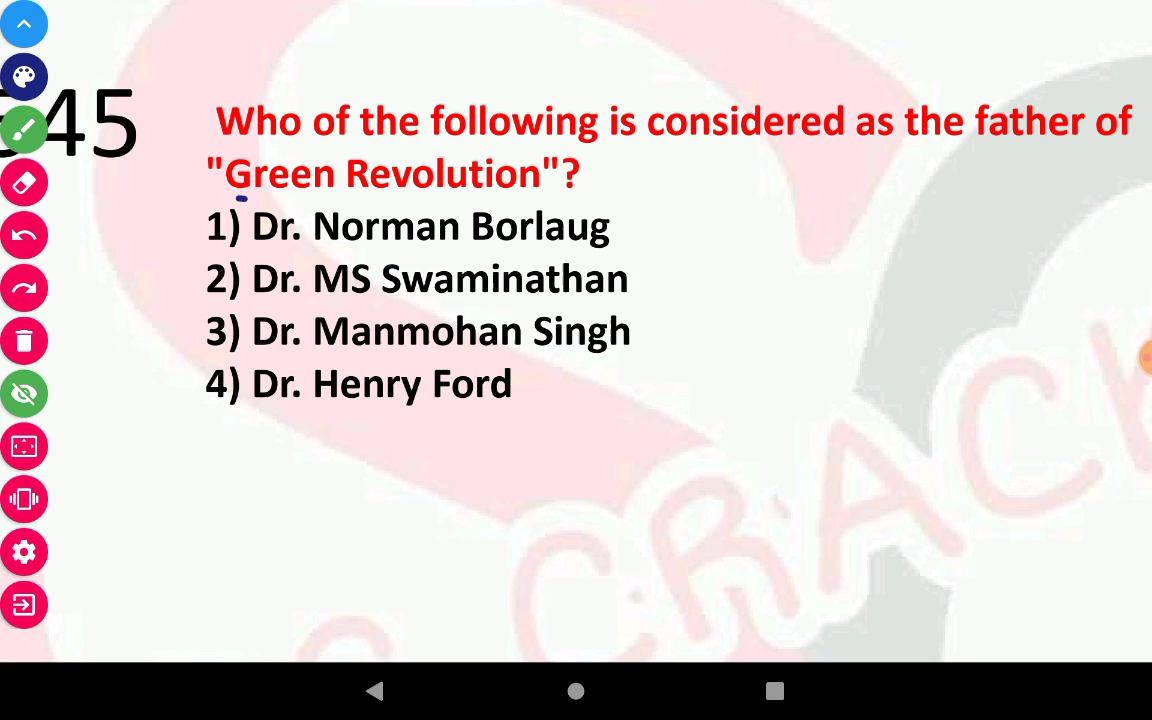 45
Who of the following is considered as the father of
"Green Revolution"?
1) Dr. Norman Borlaug
2) Dr. MS Swaminathan
3) Dr. Manmohan Singh
4) Dr. Henry Ford
CRACK